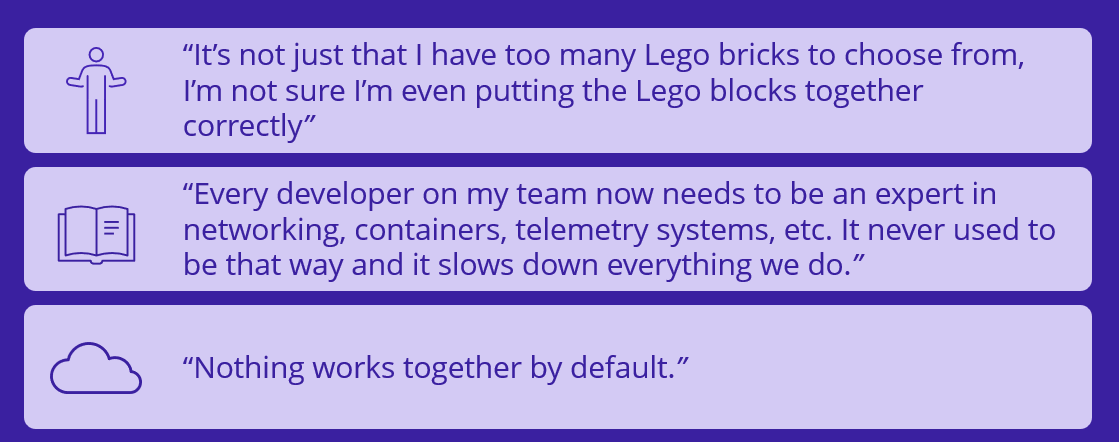 “It’s not just that I have too many Lego bricks to choose from,
I’m not sure I’m even putting the Lego blocks together
correctly”
“Every developer on my team now needs to be an expert in
networking, containers, telemetry systems, etc. It never used to
be that way and it slows down everything we do.”
“Nothing works together by default.”